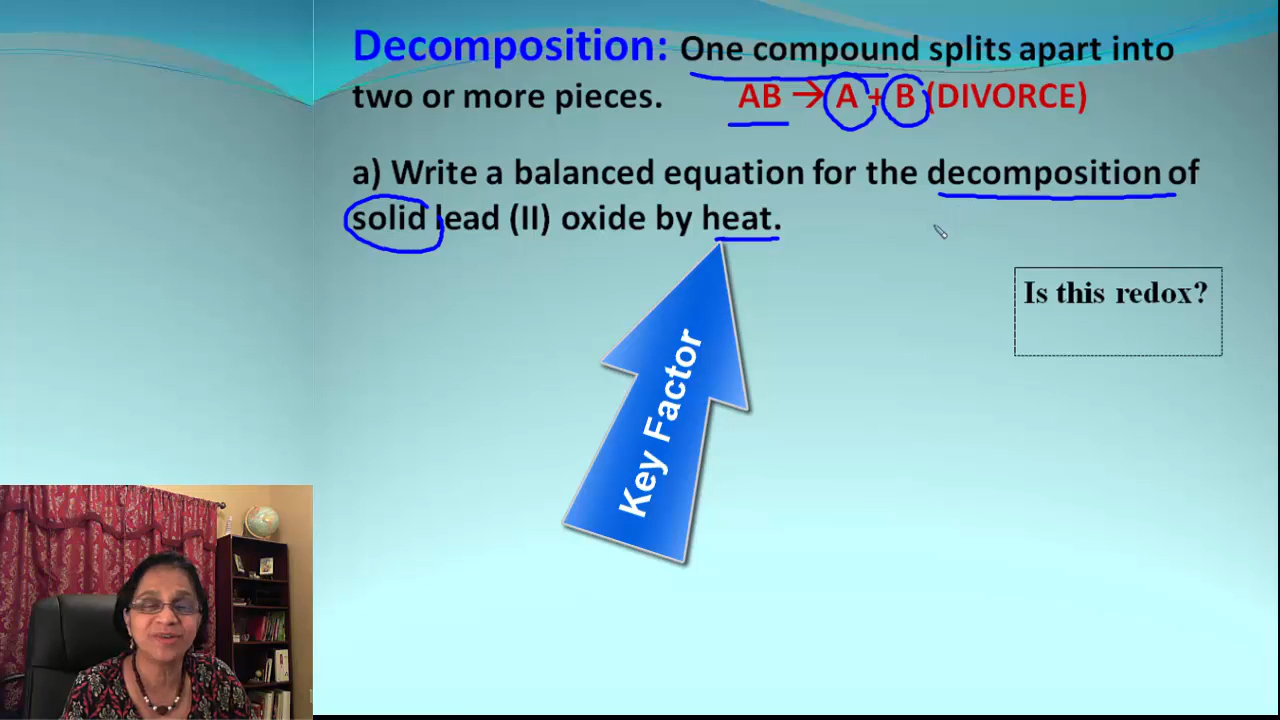 Decomposition: One compound splits apart into
two or more pieces. AB → A + B (DIVORCE)
a) Write a balanced equation for the decomposition of
solid lead (II) oxide by heat.
Is this redox?
Key Factor